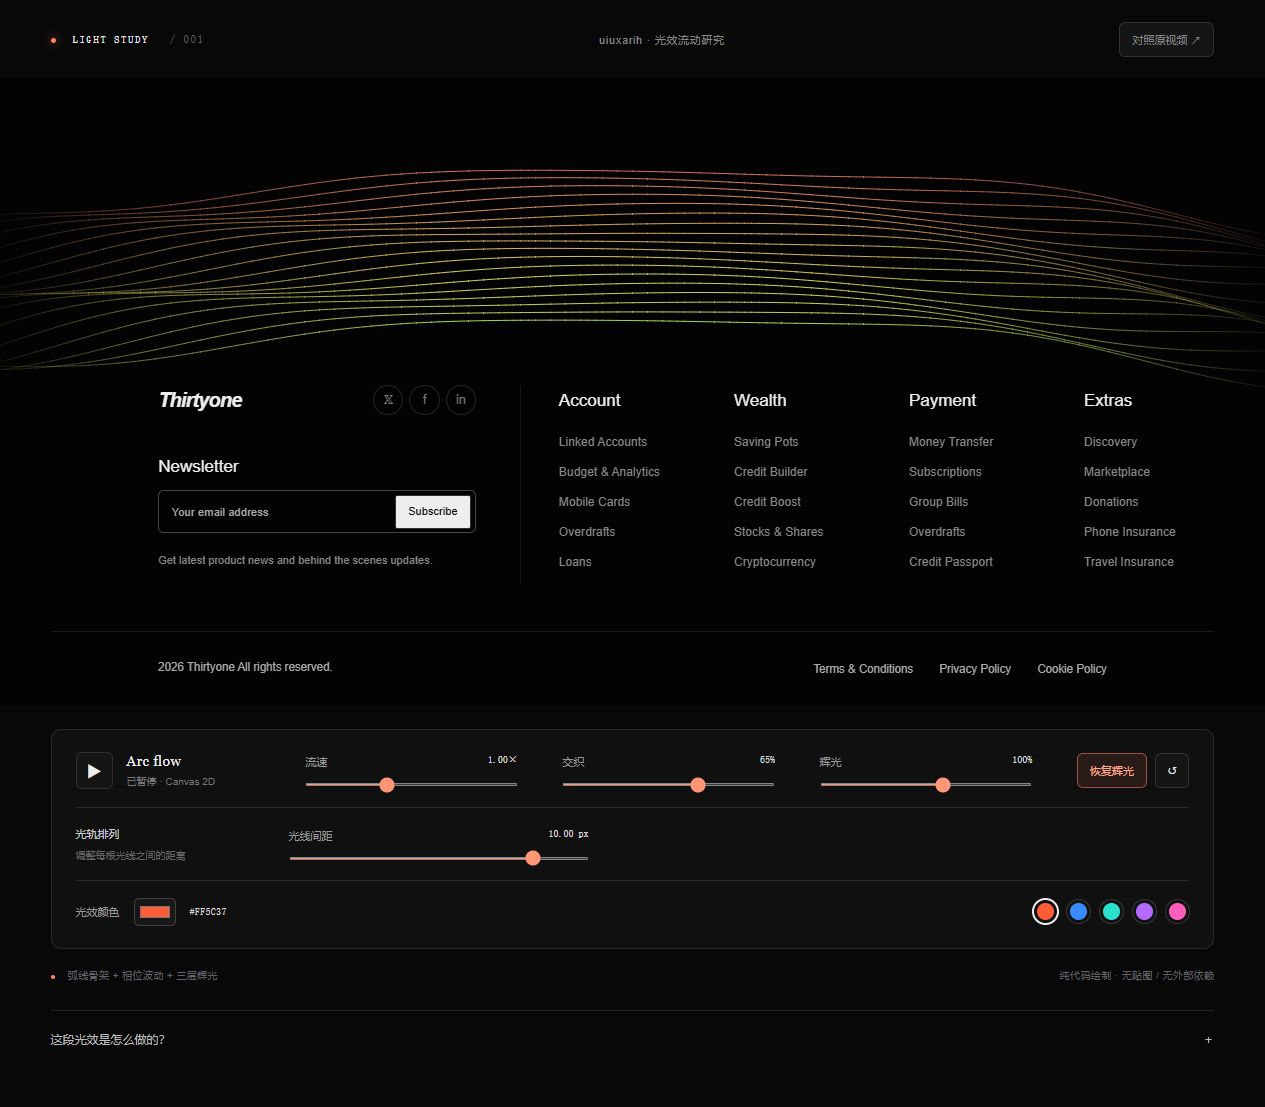 LIGHT STUDY / 001
uiuxarih · 光效流动研究
对照原视频 ↗
Thirtyone
𝕏 f in
Newsletter
Your email address
Subscribe
Get latest product news and behind the scenes updates.
Account
Linked Accounts
Budget & Analytics
Mobile Cards
Overdrafts
Loans
Wealth
Saving Pots
Credit Builder
Credit Boost
Stocks & Shares
Cryptocurrency
Payment
Money Transfer
Subscriptions
Group Bills
Overdrafts
Credit Passport
Extras
Discovery
Marketplace
Donations
Phone Insurance
Travel Insurance
2026 Thirtyone All rights reserved.
Terms & Conditions Privacy Policy Cookie Policy
Arc flow
已暂停 · Canvas 2D
流速 1.00×
交织 65%
辉光 100%
恢复辉光 ↺
光轨排列
调整每根光线之间的距离
光线间距 10.00 px
光效颜色 #FF5C37
弧线骨架 + 相位波动 + 三层辉光
纯代码绘制 · 无贴图 / 无外部依赖
这段光效是怎么做的? +